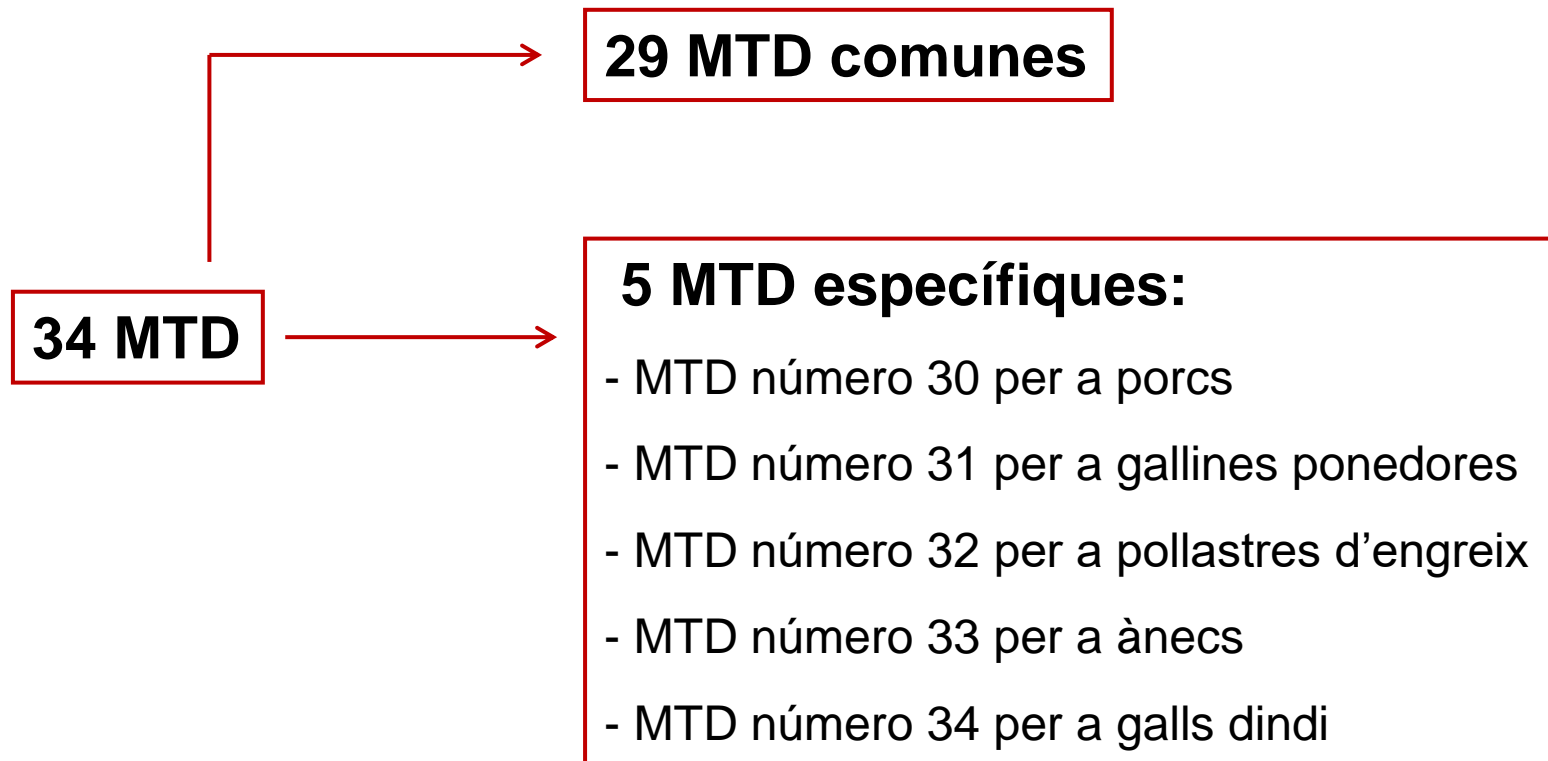 29 MTD comunes
34 MTD
5 MTD específiques:
- MTD número 30 per a porcs
- MTD número 31 per a gallines ponedores
- MTD número 32 per a pollastres d’engreix
- MTD número 33 per a ànecs
- MTD número 34 per a galls dindi